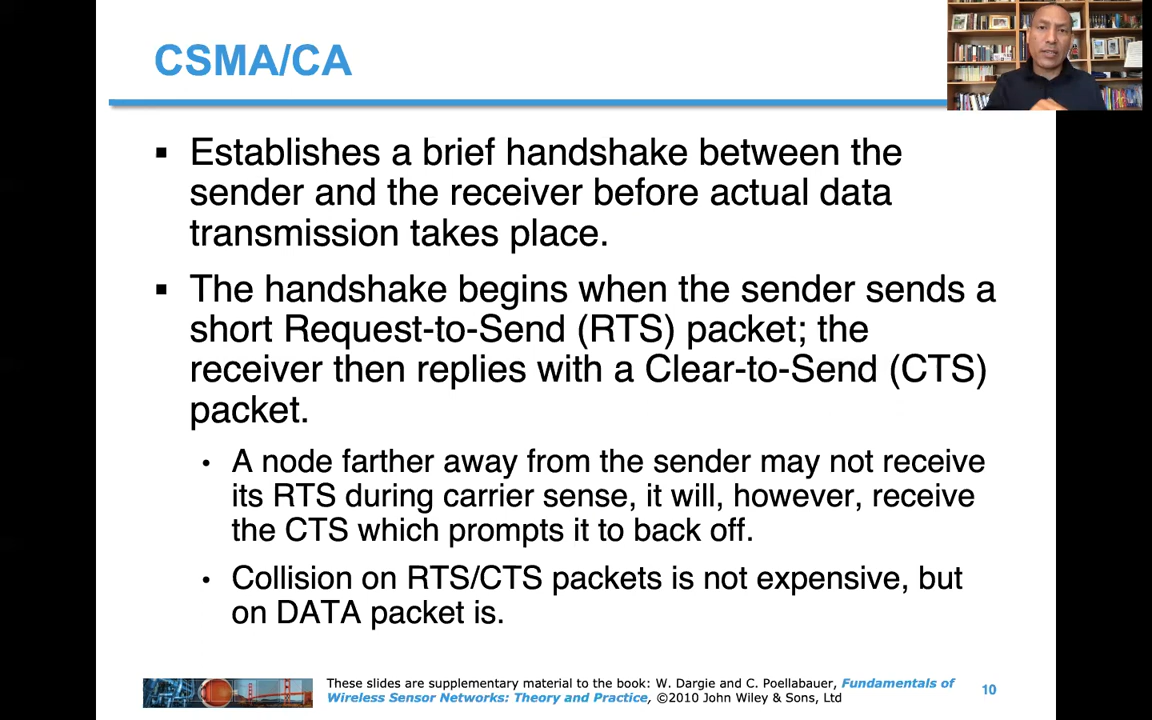 CSMA/CA
▪ Establishes a brief handshake between the
sender and the receiver before actual data
transmission takes place.
▪ The handshake begins when the sender sends a
short Request-to-Send (RTS) packet; the
receiver then replies with a Clear-to-Send (CTS)
packet.
• A node farther away from the sender may not receive
its RTS during carrier sense, it will, however, receive
the CTS which prompts it to back off.
• Collision on RTS/CTS packets is not expensive, but
on DATA packet is.
These slides are supplementary material to the book: W. Dargie and C. Poellabauer, Fundamentals of
Wireless Sensor Networks: Theory and Practice, ©2010 John Wiley & Sons, Ltd
10